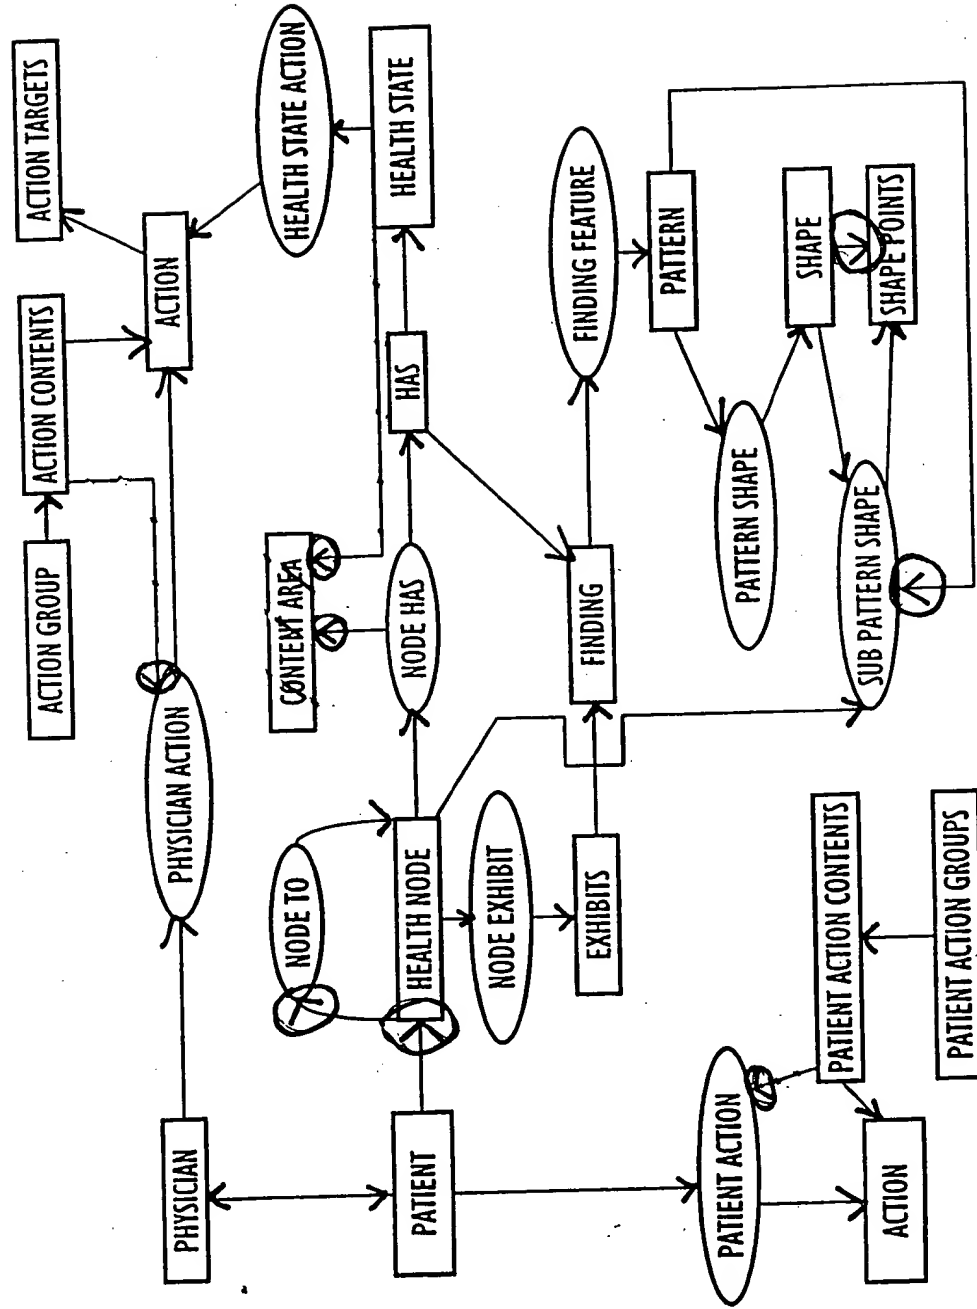 ACTION TARGETS
ACTION GROUP
ACTION CONTENTS
ACTION
PHYSICIAN
PHYSICIAN ACTION
HEALTH STATE ACTION
NODE TO
CONTENT AREA
PATIENT
HEALTH NODE
NODE HAS
HAS
HEALTH STATE
NODE EXHIBIT
EXHIBITS
FINDING
FINDING FEATURE
PATTERN
PATIENT ACTION
PATTERN SHAPE
SHAPE
PATIENT ACTION CONTENTS
SUB PATTERN SHAPE
SHAPE POINTS
ACTION
PATIENT ACTION GROUPS